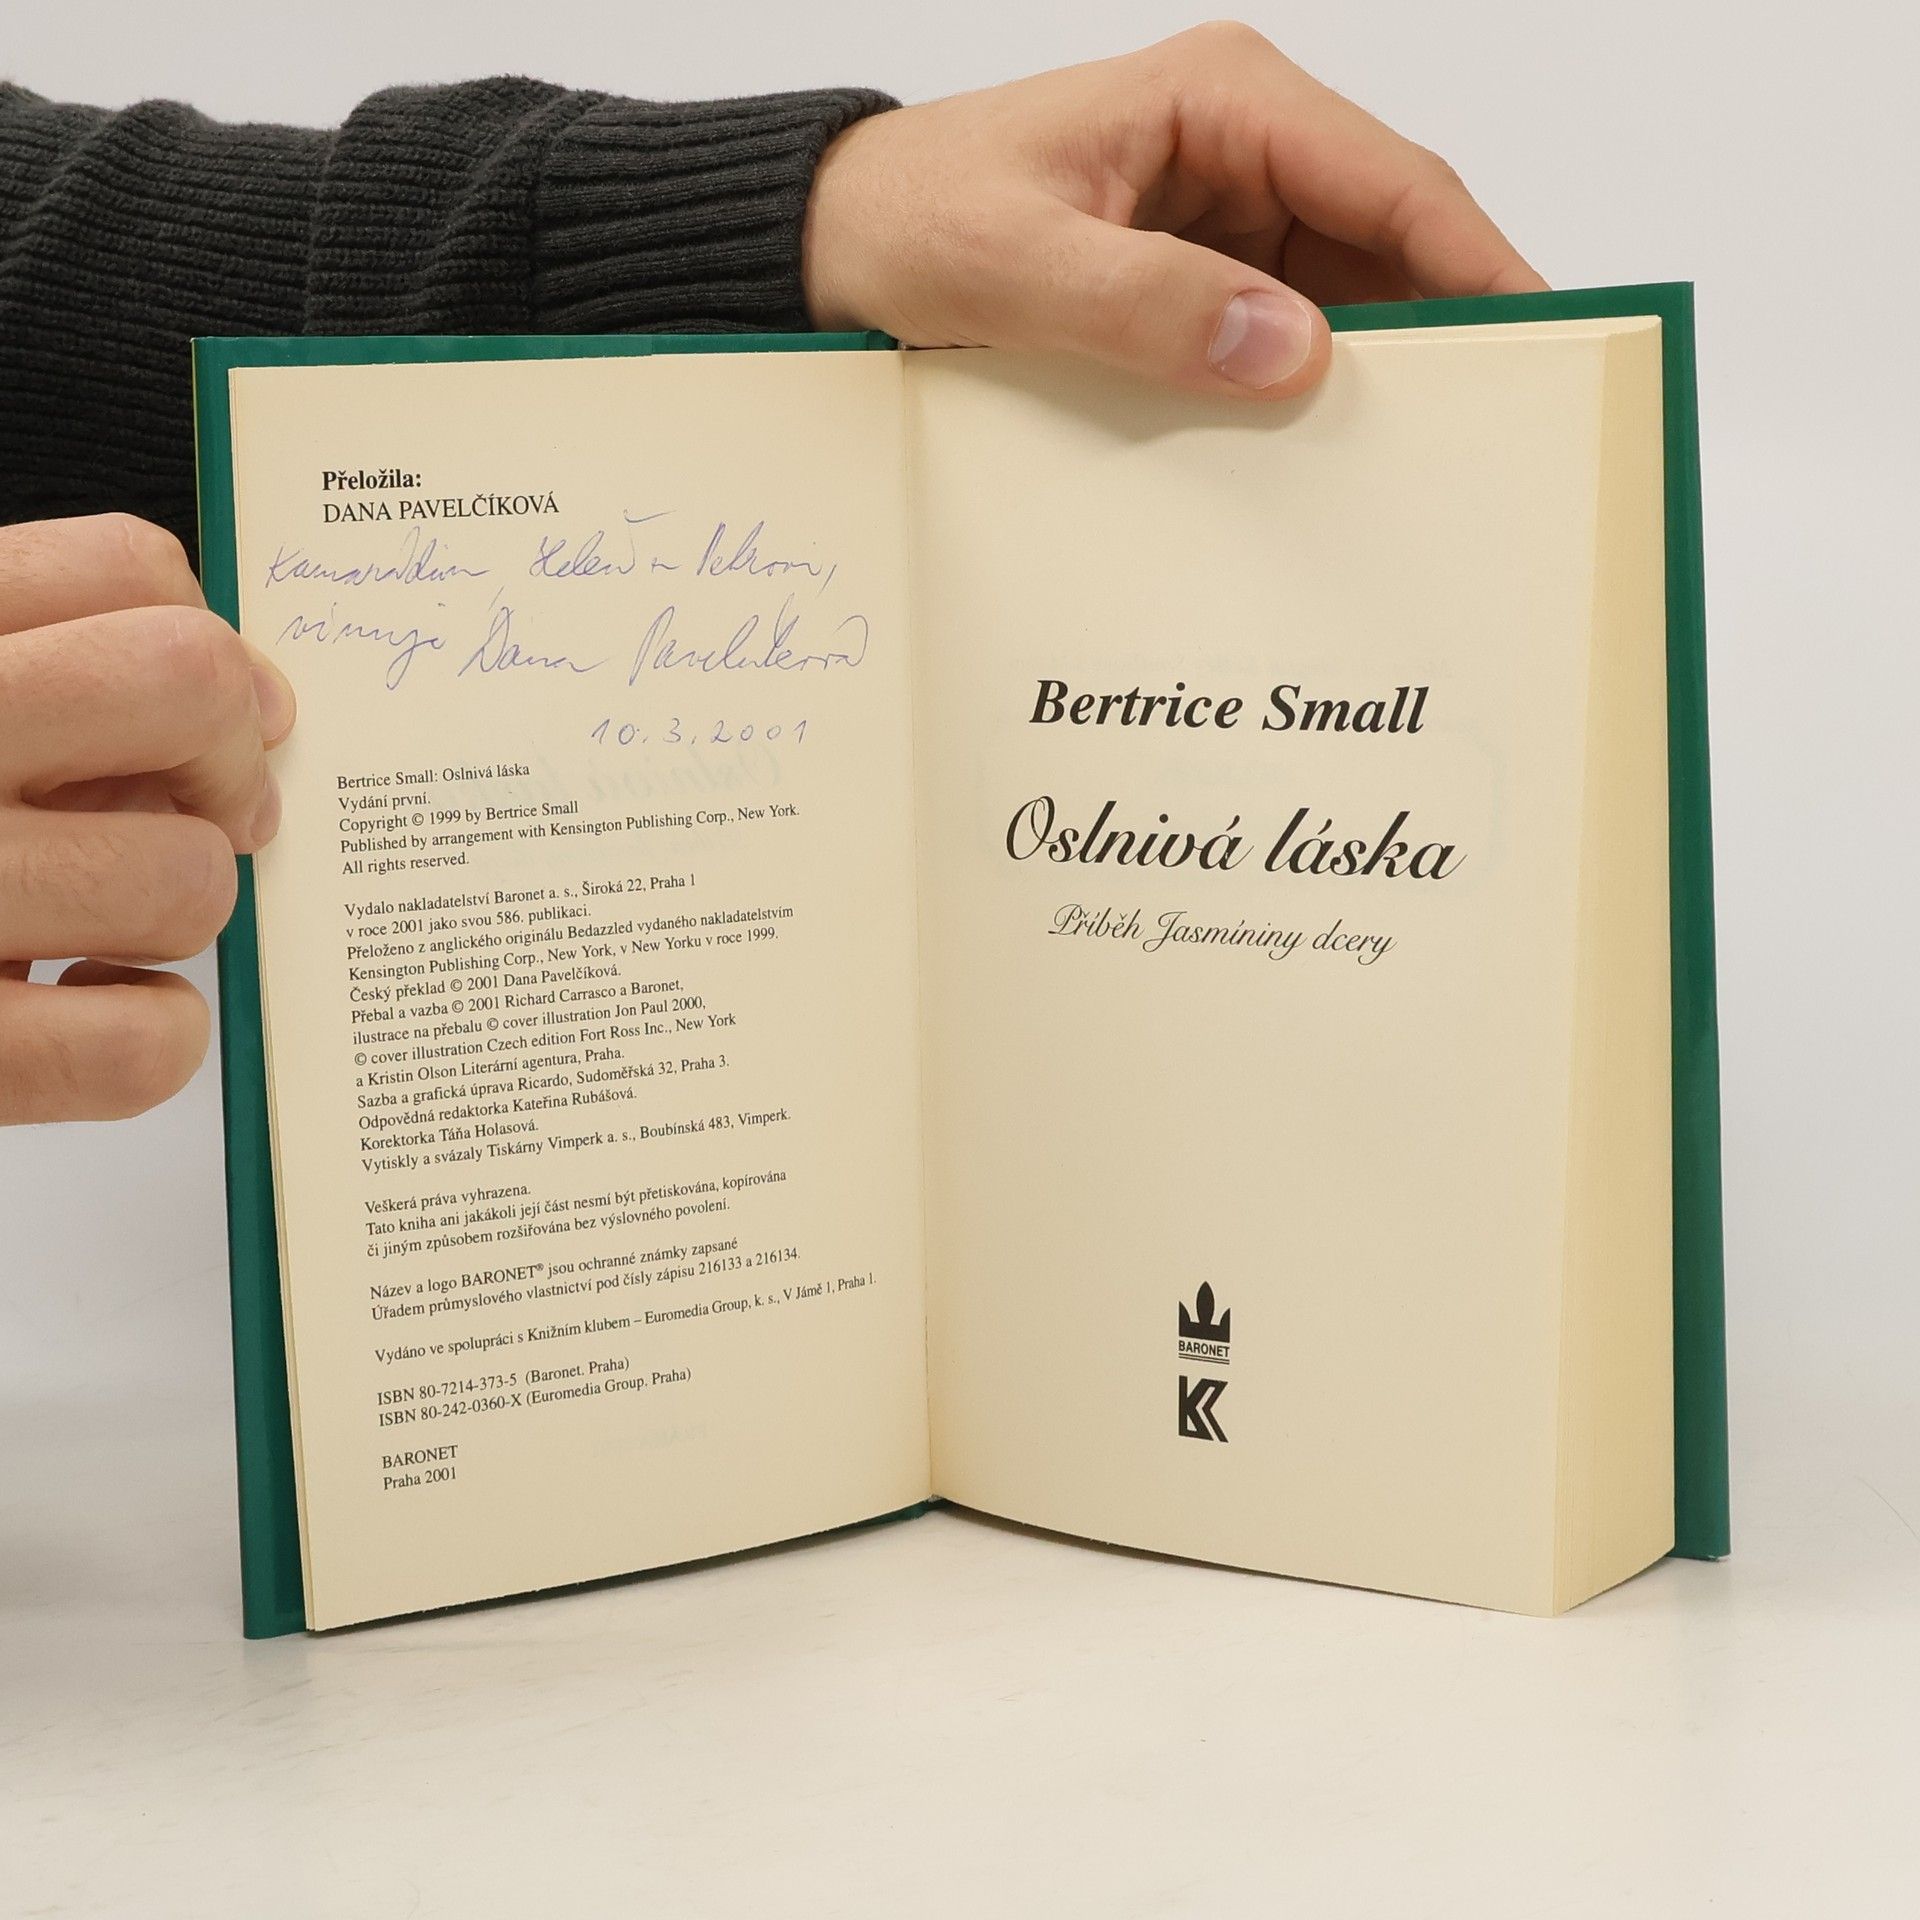 Přeložila:
DANA PAVELČÍKOVÁ
Kamarádům, Heleně a Petrovi,
věnuje Dana Pavelčíková
10.3.2001
Bertrice Small: Oslnivá láska
Vydání první.
Copyright © 1999 by Bertrice Small
Published by arrangement with Kensington Publishing Corp., New York.
All rights reserved.
Vydalo nakladatelství Baronet a. s., Široká 22, Praha 1
v roce 2001 jako svou 586. publikaci.
Přeloženo z anglického originálu Bedazzled vydaného nakladatelstvím
Kensington Publishing Corp., New York, v New Yorku v roce 1999.
Český překlad © 2001 Dana Pavelčíková.
Přebal a vazba © 2001 Richard Carrasco a Baronet,
ilustrace na přebalu © cover illustration Jon Paul 2000,
© cover illustration Czech edition Fort Ross Inc., New York
a Kristin Olson Literární agentura, Praha.
Sazba a grafická úprava Ricardo, Sudoměřská 32, Praha 3.
Odpovědná redaktorka Kateřina Rubášová.
Korektorka Táňa Holasová.
Vytiskly a svázaly Tiskárny Vimperk a. s., Boubínská 483, Vimperk.
Veškerá práva vyhrazena.
Tato kniha ani jakákoli její část nesmí být přetiskována, kopírována
či jiným způsobem rozšiřována bez výslovného povolení.
Název a logo BARONET® jsou ochranné známky zapsané
Úřadem průmyslového vlastnictví pod čísly zápisu 216133 a 216134.
Vydáno ve spolupráci s Knižním klubem – Euromedia Group, k. s., V Jámě 1, Praha 1.
ISBN 80-7214-373-5 (Baronet. Praha)
ISBN 80-242-0360-X (Euromedia Group. Praha)
BARONET
Praha 2001
Bertrice Small
Oslnivá láska
Příběh Jasmíniny dcery
BARONET